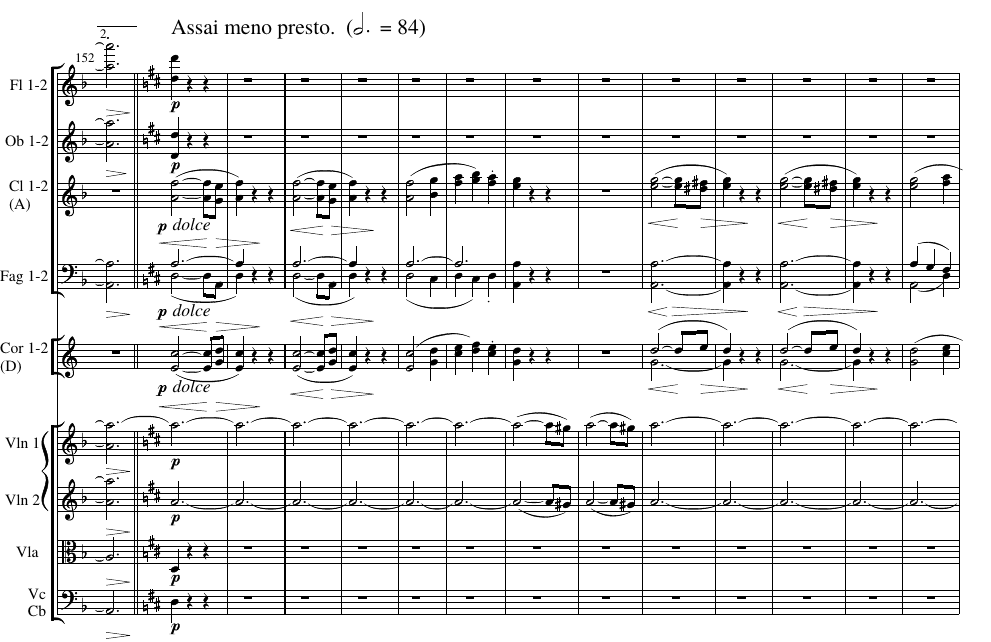 2.
Assai meno presto. (𝅗𝅥. = 84)
152
Fl 1-2
p
Ob 1-2
p
Cl 1-2
(A)
p dolce
Fag 1-2
p dolce
Cor 1-2
(D)
p dolce
Vln 1
p
Vln 2
p
Vla
p
Vc
Cb
p